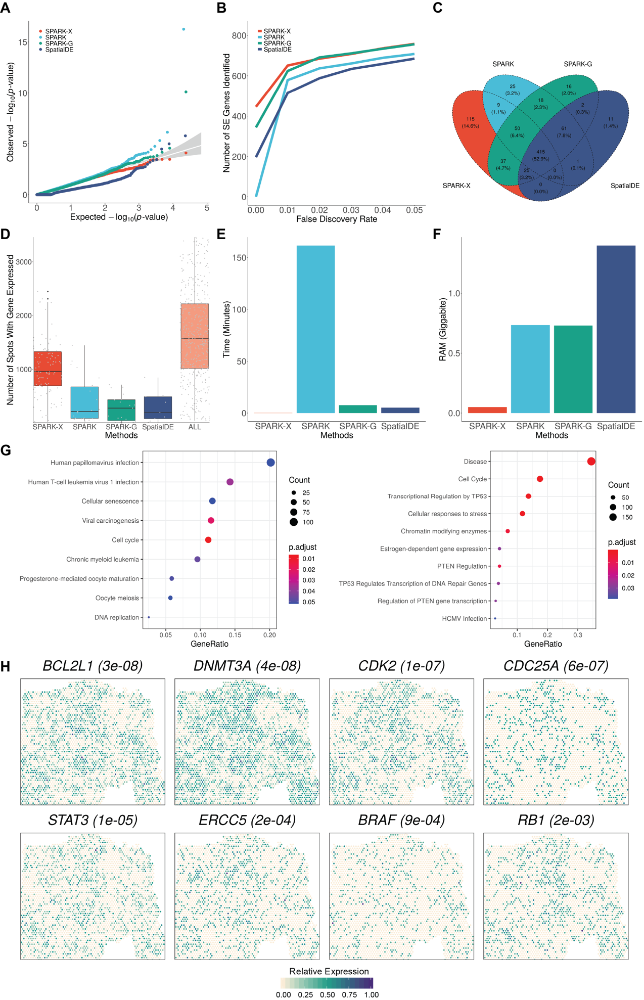 A
SPARK-X
SPARK
SPARK-G
SpatialDE
Observed − log10(p-value)
15
10
5
0
0 1 2 3 4 5
Expected − log10(p-value)
B
SPARK-X
SPARK
SPARK-G
SpatialDE
Number of SE Genes Identified
800
600
400
200
0
0.00 0.01 0.02 0.03 0.04 0.05
False Discovery Rate
C
SPARK SPARK-G
SPARK-X SpatialDE
25
(3.2%)
16
(2.0%)
9
(1.1%)
18
(2.3%)
2
(0.3%)
115
(14.6%)
11
(1.4%)
50
(6.4%)
61
(7.8%)
415
(52.9%)
37
(4.7%)
1
(0.1%)
25
(3.2%)
0
(0.0%)
0
(0.0%)
D
Number of Spots With Gene Expressed
3000
2000
1000
SPARK-X SPARK SPARK-G SpatialDE ALL
Methods
E
Time (Minutes)
150
100
50
0
SPARK-X SPARK SPARK-G SpatialDE
Methods
F
RAM (Giggabite)
1.0
0.5
0.0
SPARK-X SPARK SPARK-G SpatialDE
Methods
G
Human papillomavirus infection
Human T-cell leukemia virus 1 infection
Cellular senescence
Viral carcinogenesis
Cell cycle
Chronic myeloid leukemia
Progesterone-mediated oocyte maturation
Oocyte meiosis
DNA replication
0.05 0.10 0.15 0.20
GeneRatio
Count
25
50
75
100
p.adjust
0.01
0.02
0.03
0.04
0.05
Disease
Cell Cycle
Transcriptional Regulation by TP53
Cellular responses to stress
Chromatin modifying enzymes
Estrogen-dependent gene expression
PTEN Regulation
TP53 Regulates Transcription of DNA Repair Genes
Regulation of PTEN gene transcription
HCMV Infection
0.1 0.2 0.3
GeneRatio
Count
50
100
150
p.adjust
0.01
0.02
0.03
H
BCL2L1 (3e-08) DNMT3A (4e-08) CDK2 (1e-07) CDC25A (6e-07)
STAT3 (1e-05) ERCC5 (2e-04) BRAF (9e-04) RB1 (2e-03)
Relative Expression
0.00 0.25 0.50 0.75 1.00